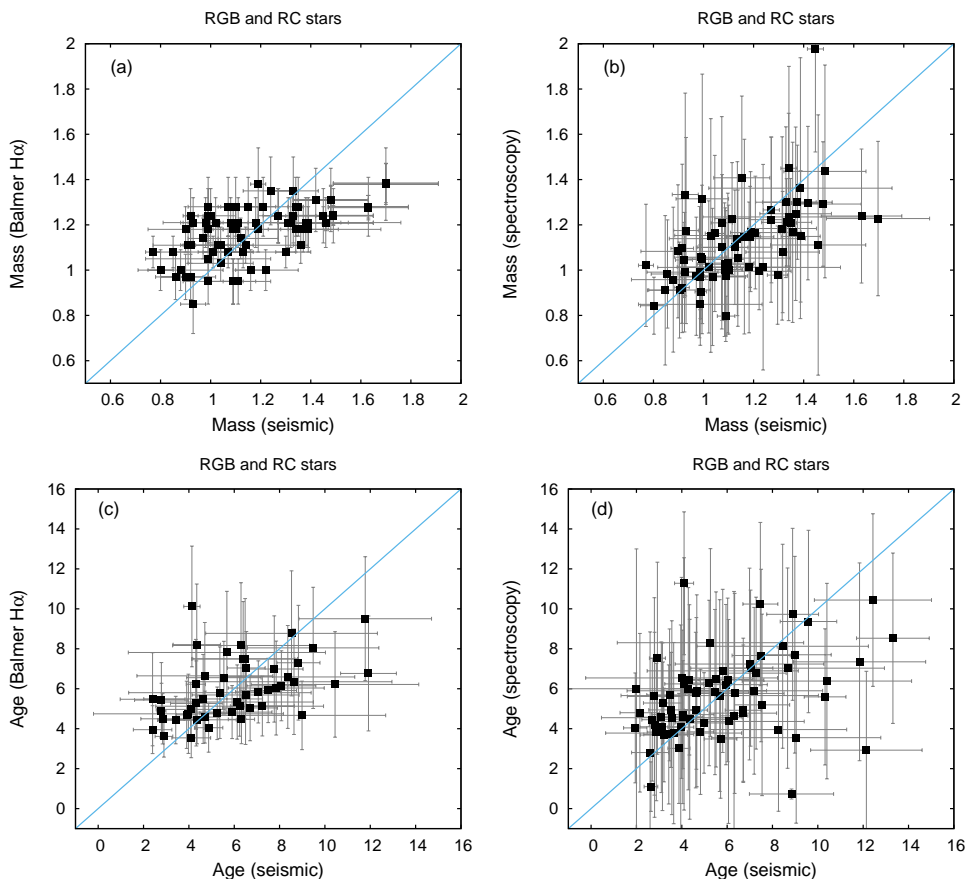 RGB and RC stars
(a)
Mass (Balmer Hα)
2
1.8
1.6
1.4
1.2
1
0.8
0.6
0.6 0.8 1 1.2 1.4 1.6 1.8 2
Mass (seismic)
RGB and RC stars
(b)
Mass (spectroscopy)
2
1.8
1.6
1.4
1.2
1
0.8
0.6
0.6 0.8 1 1.2 1.4 1.6 1.8 2
Mass (seismic)
RGB and RC stars
(c)
Age (Balmer Hα)
16
14
12
10
8
6
4
2
0
0 2 4 6 8 10 12 14 16
Age (seismic)
RGB and RC stars
(d)
Age (spectroscopy)
16
14
12
10
8
6
4
2
0
0 2 4 6 8 10 12 14 16
Age (seismic)